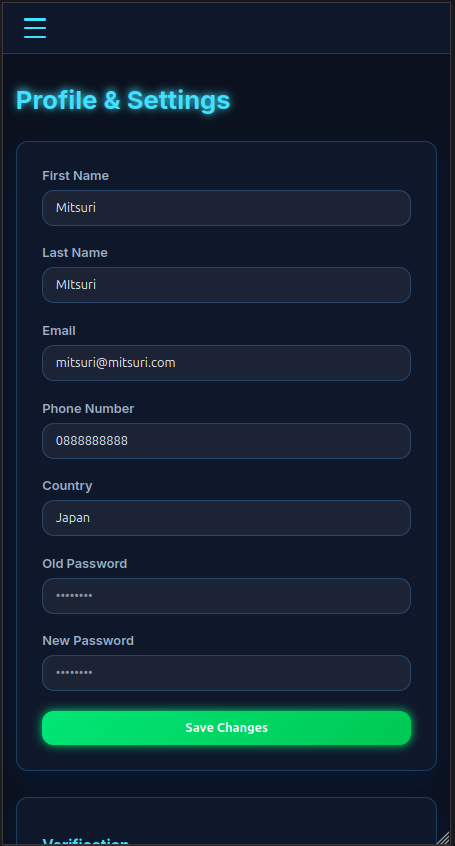 Profile & Settings
First Name
Mitsuri
Last Name
MItsuri
Email
mitsuri@mitsuri.com
Phone Number
0888888888
Country
Japan
Old Password
••••••••
New Password
••••••••
Save Changes
Verification